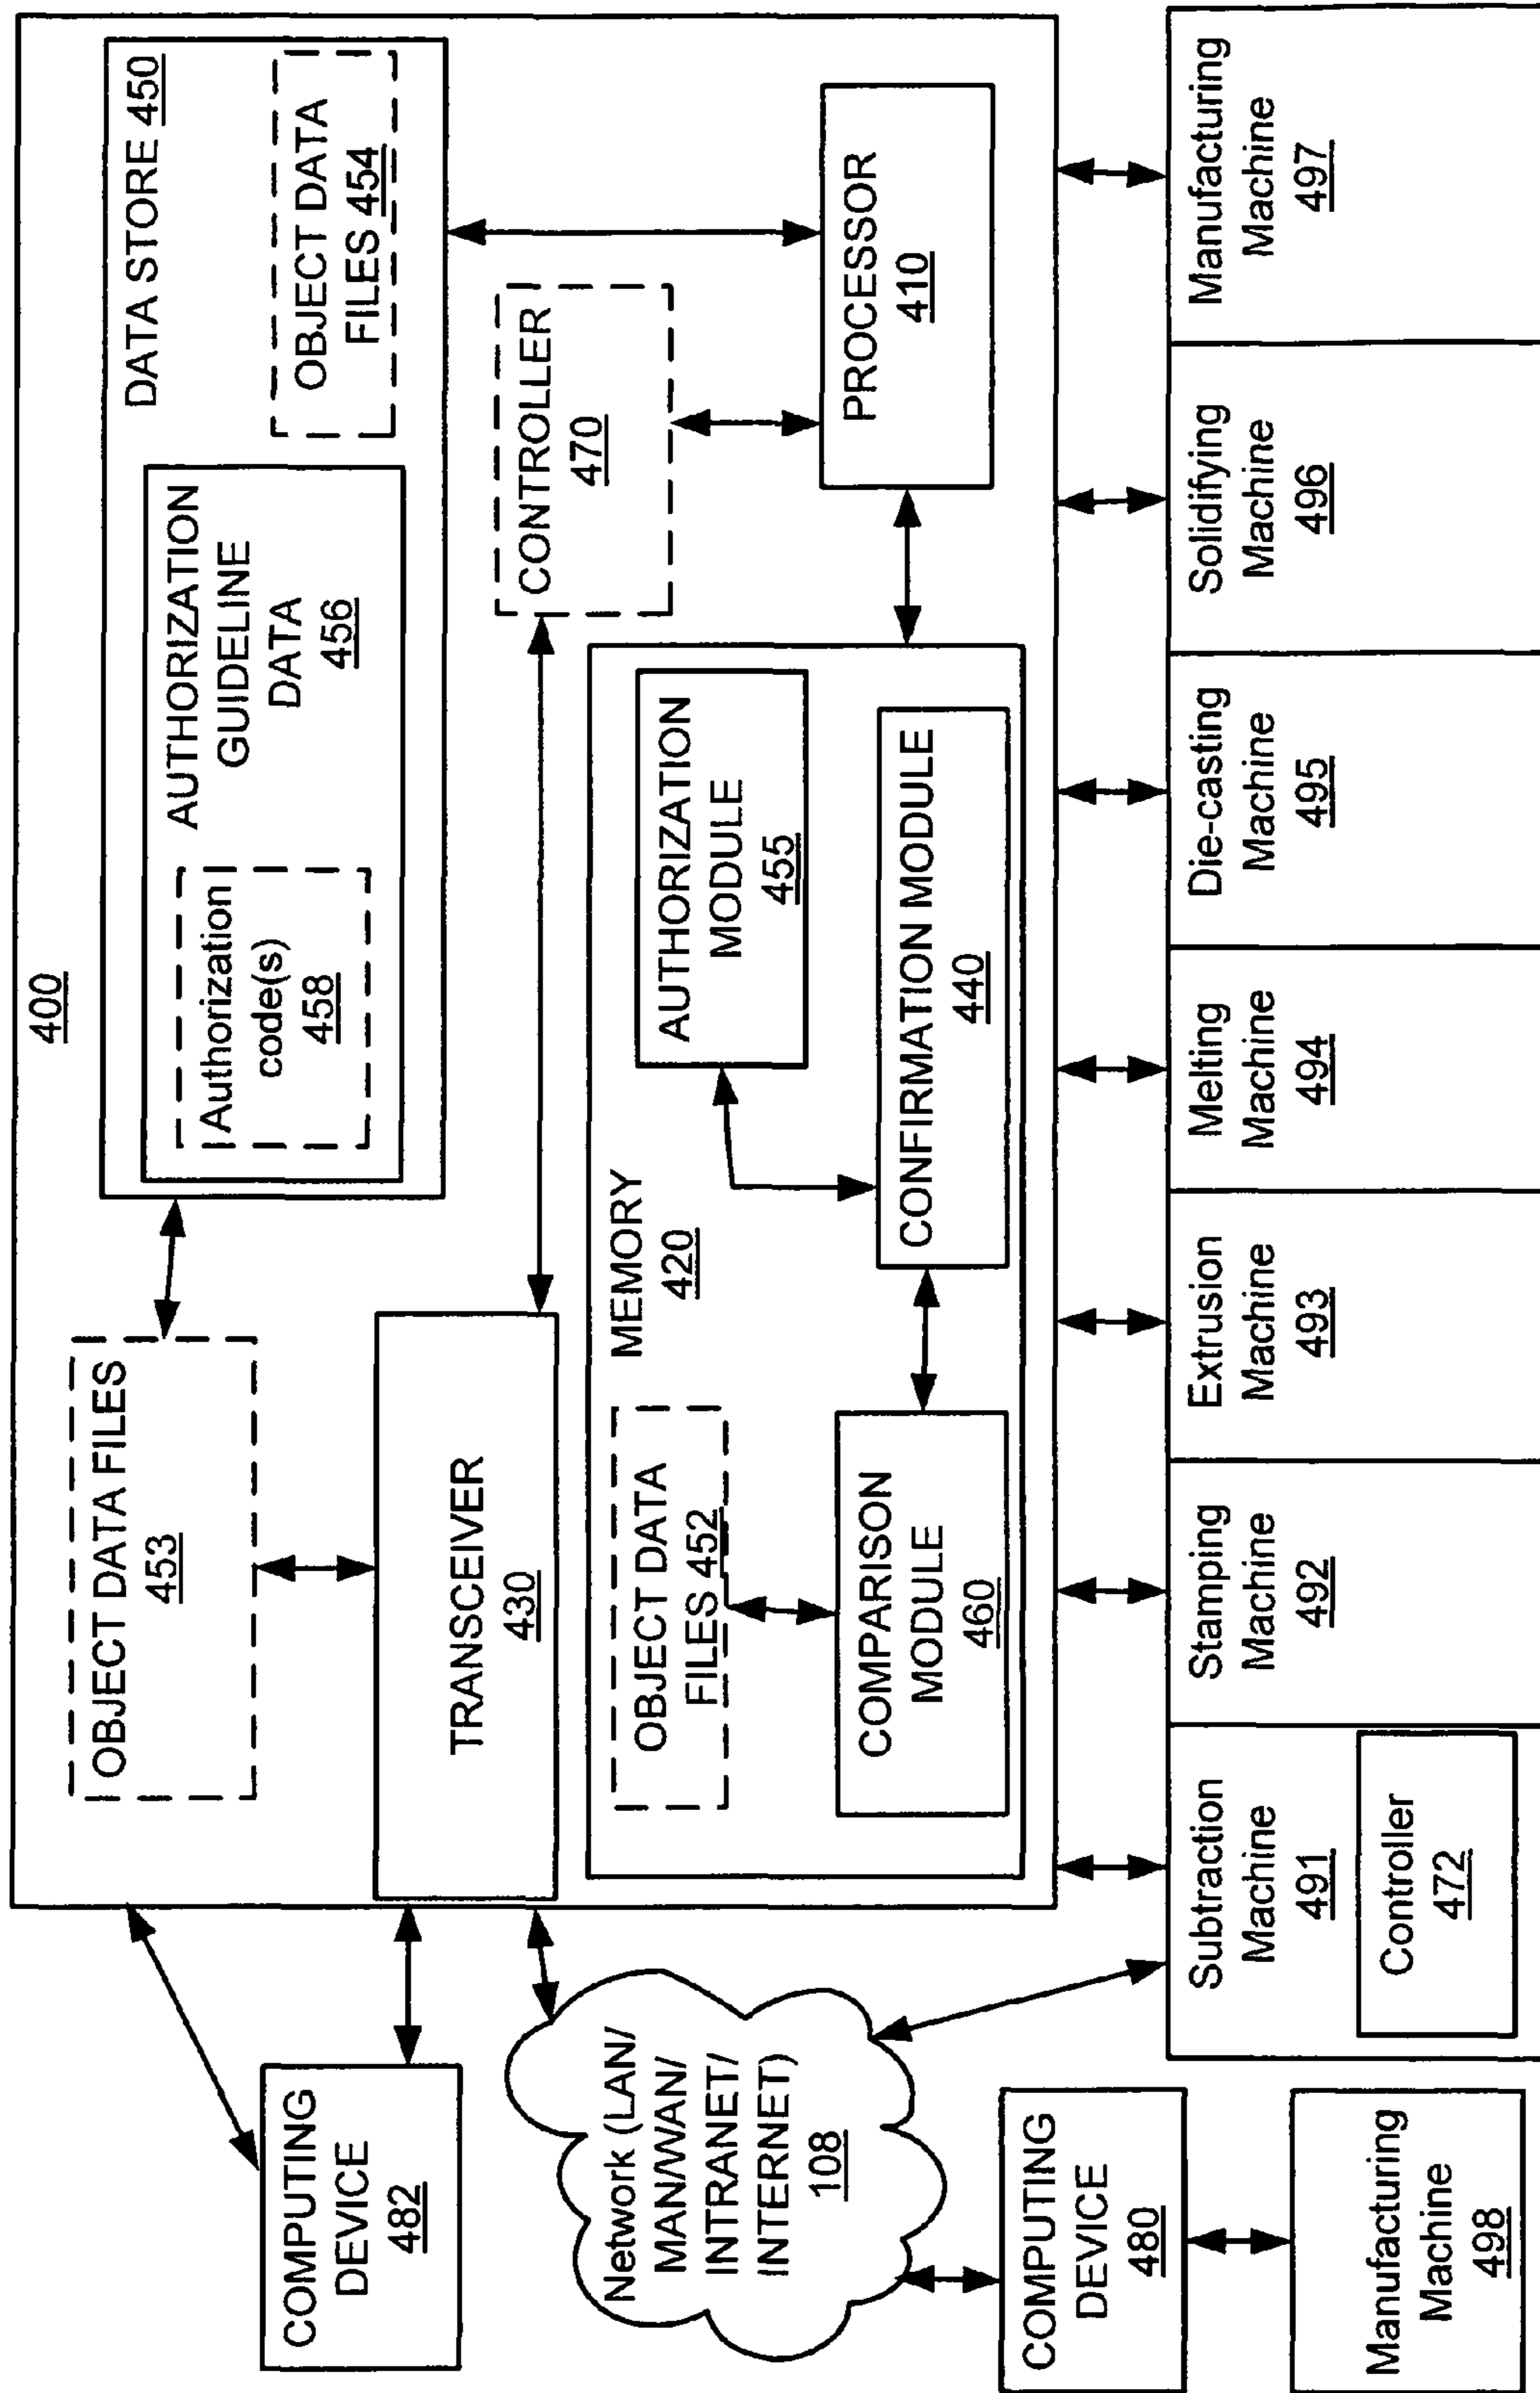 400
DATA STORE 450
OBJECT DATA
FILES 454
AUTHORIZATION
GUIDELINE
DATA
456
Authorization
code(s)
458
OBJECT DATA FILES
453
TRANSCEIVER
430
CONTROLLER
470
PROCESSOR
410
MEMORY
420
AUTHORIZATION
MODULE
455
CONFIRMATION MODULE
440
OBJECT DATA
FILES 452
COMPARISON
MODULE
460
COMPUTING
DEVICE
482
Network (LAN/
MAN/WAN/
INTRANET/
INTERNET)
108
COMPUTING
DEVICE
480
Manufacturing
Machine
498
Subtraction
Machine
491
Controller
472
Stamping
Machine
492
Extrusion
Machine
493
Melting
Machine
494
Die-casting
Machine
495
Solidifying
Machine
496
Manufacturing
Machine
497